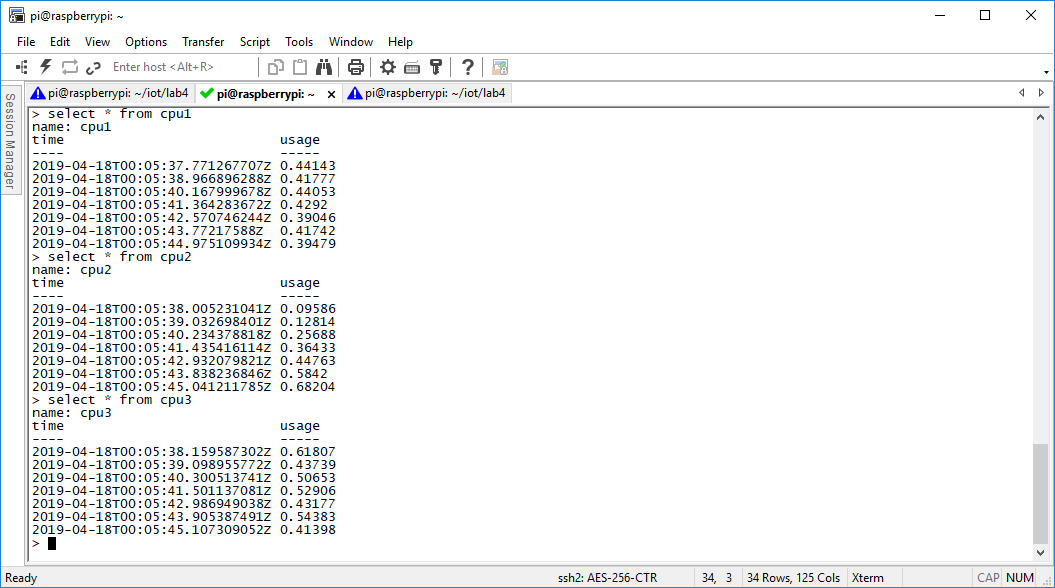 pi@raspberrypi: ~
File Edit View Options Transfer Script Tools Window Help
Enter host <Alt+R>
pi@raspberrypi: ~/iot/lab4 pi@raspberrypi: ~ pi@raspberrypi: ~/iot/lab4
Session Manager
> select * from cpu1
name: cpu1
time usage
---- -----
2019-04-18T00:05:37.771267707Z 0.44143
2019-04-18T00:05:38.966896288Z 0.41777
2019-04-18T00:05:40.167999678Z 0.44053
2019-04-18T00:05:41.364283672Z 0.4292
2019-04-18T00:05:42.570746244Z 0.39046
2019-04-18T00:05:43.77217588Z 0.41742
2019-04-18T00:05:44.975109934Z 0.39479
> select * from cpu2
name: cpu2
time usage
---- -----
2019-04-18T00:05:38.005231041Z 0.09586
2019-04-18T00:05:39.032698401Z 0.12814
2019-04-18T00:05:40.234378818Z 0.25688
2019-04-18T00:05:41.435416114Z 0.36433
2019-04-18T00:05:42.932079821Z 0.44763
2019-04-18T00:05:43.838236846Z 0.5842
2019-04-18T00:05:45.041211785Z 0.68204
> select * from cpu3
name: cpu3
time usage
---- -----
2019-04-18T00:05:38.159587302Z 0.61807
2019-04-18T00:05:39.098955772Z 0.43739
2019-04-18T00:05:40.300513741Z 0.50653
2019-04-18T00:05:41.501137081Z 0.52906
2019-04-18T00:05:42.986949038Z 0.43177
2019-04-18T00:05:43.905387491Z 0.54383
2019-04-18T00:05:45.107309052Z 0.41398
>
Ready ssh2: AES-256-CTR 34, 3 34 Rows, 125 Cols Xterm CAP NUM